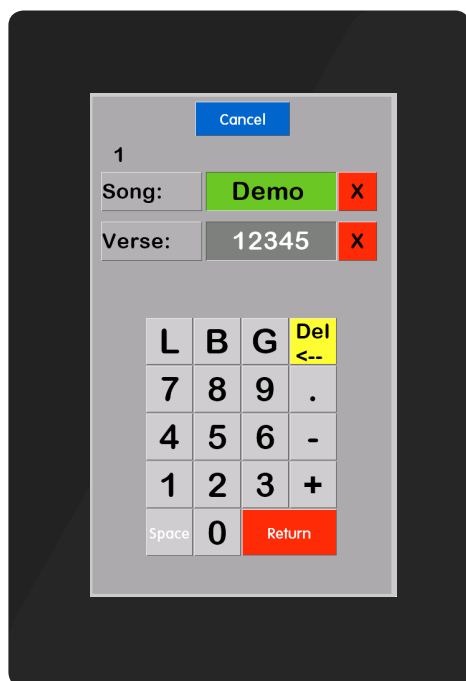 Cancel
1
Song: Demo X
Verse: 12345 X
L B G Del
<--
7 8 9 .
4 5 6 -
1 2 3 +
Space 0 Return